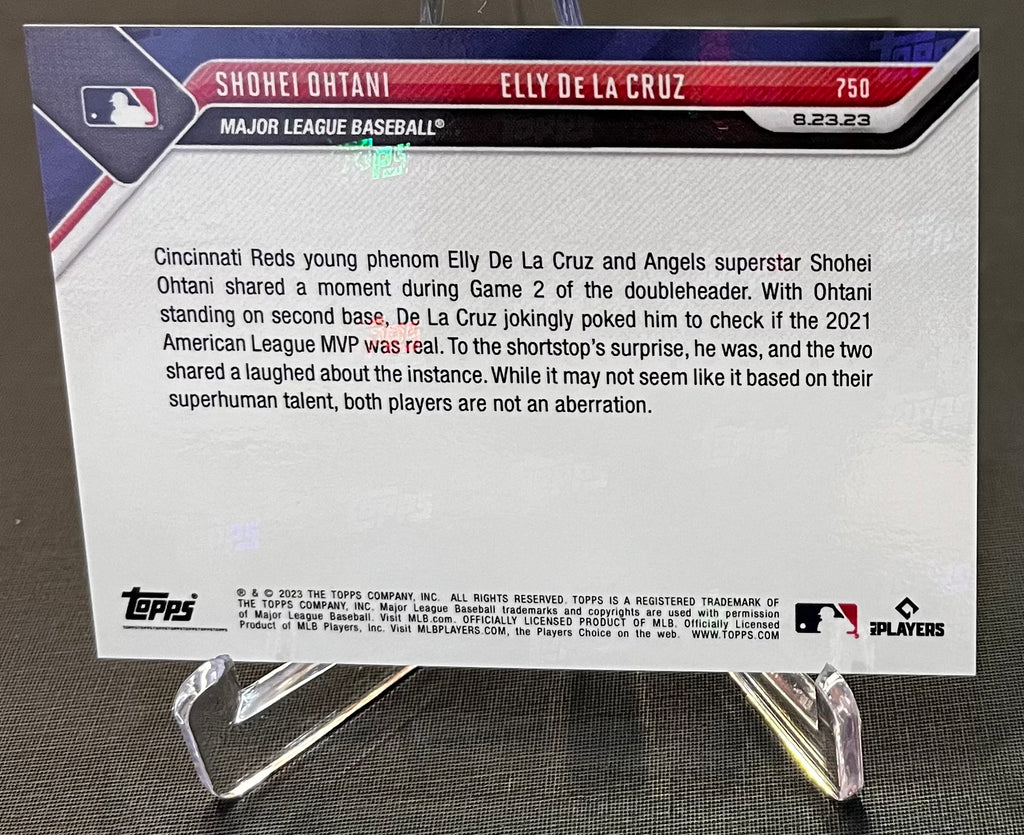 SHOHEI OHTANI ELLY DE LA CRUZ 750
MAJOR LEAGUE BASEBALL® 8.23.23
Cincinnati Reds young phenom Elly De La Cruz and Angels superstar Shohei
Ohtani shared a moment during Game 2 of the doubleheader. With Ohtani
standing on second base, De La Cruz jokingly poked him to check if the 2021
American League MVP was real. To the shortstop's surprise, he was, and the two
shared a laughed about the instance. While it may not seem like it based on their
superhuman talent, both players are not an aberration.
topps
® & © 2023 THE TOPPS COMPANY, INC. ALL RIGHTS RESERVED. TOPPS IS A REGISTERED TRADEMARK OF
THE TOPPS COMPANY, INC. Major League Baseball trademarks and copyrights are used with permission
of Major League Baseball. Visit MLB.com. OFFICIALLY LICENSED PRODUCT OF MLB. Officially Licensed
Product of MLB Players, Inc. Visit MLBPLAYERS.COM, the Players Choice on the web. WWW.TOPPS.COM
PLAYERS